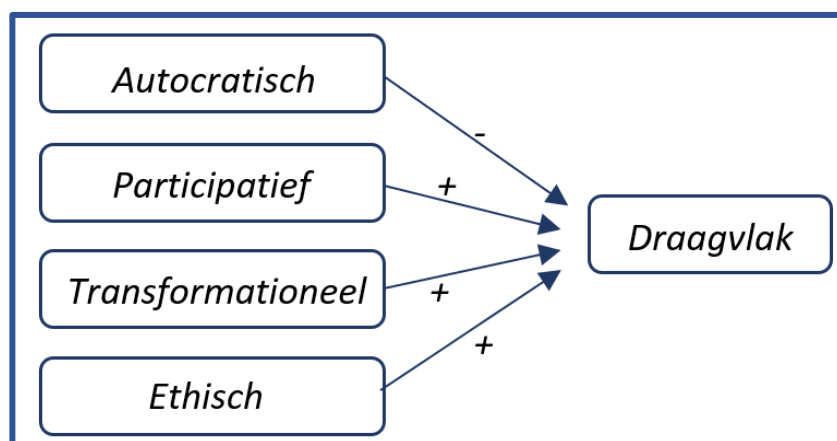 Autocratisch
-
Participatief
+
Draagvlak
Transformationeel
+
+
Ethisch